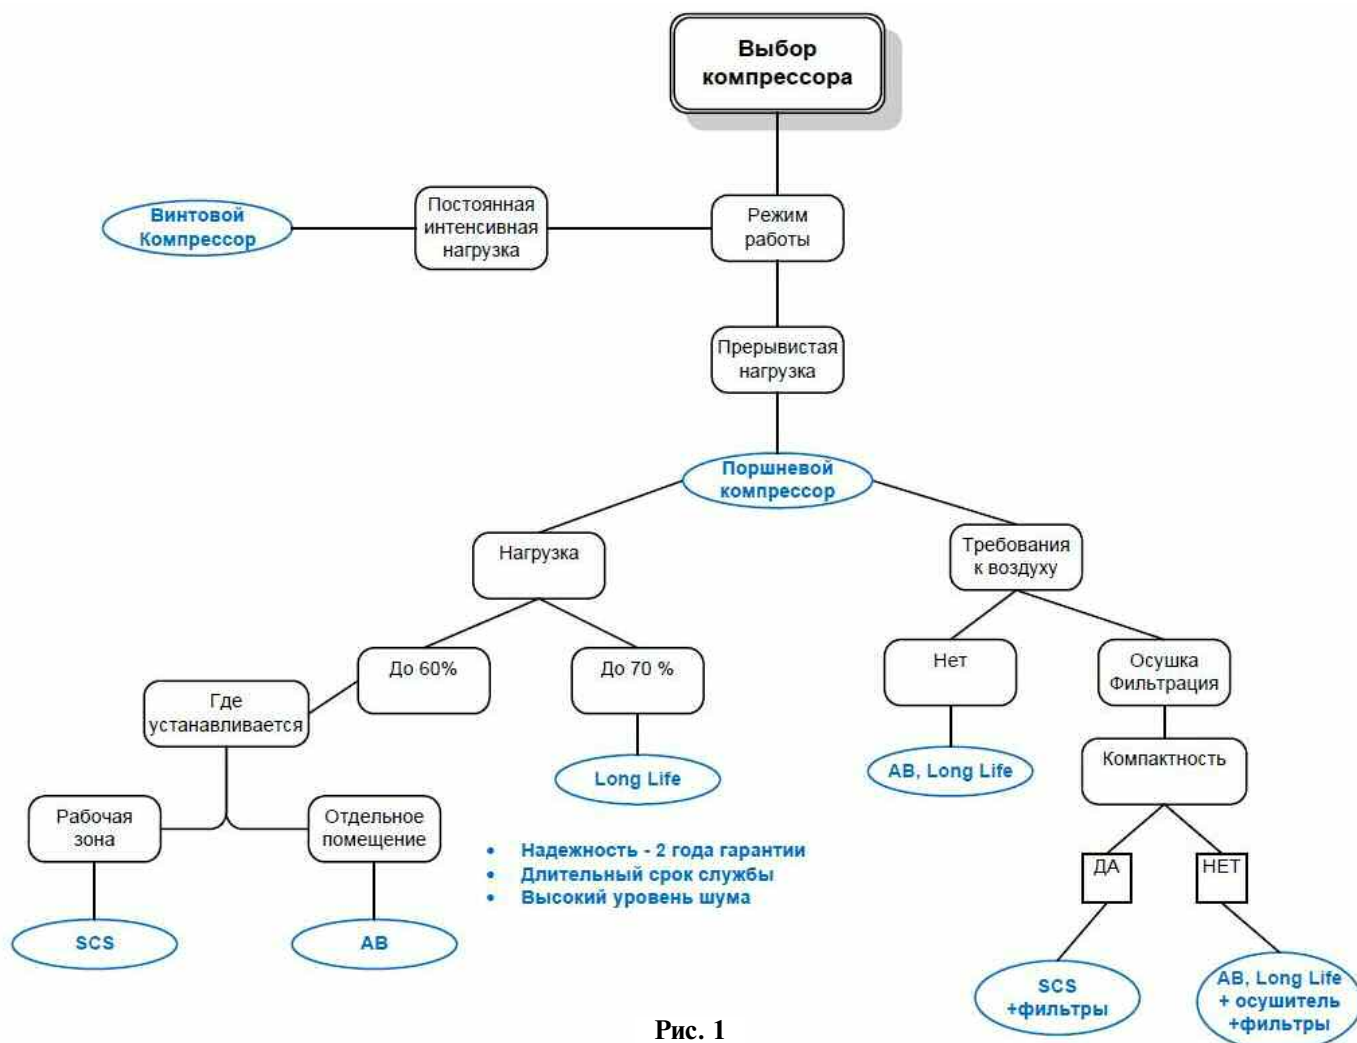 Выбор
компрессора
Винтовой
Компрессор
Постоянная
интенсивная
нагрузка
Режим
работы
Прерывистая
нагрузка
Поршневой
компрессор
Нагрузка
Требования
к воздуху
До 60%
До 70 %
Нет
Осушка
Фильтрация
Где
устанавливается
Long Life
AB, Long Life
Компактность
Рабочая
зона
Отдельное
помещение
• Надежность - 2 года гарантии
• Длительный срок службы
• Высокий уровень шума
ДА
НЕТ
SCS
AB
SCS
+фильтры
AB, Long Life
+ осушитель
+фильтры
Рис. 1